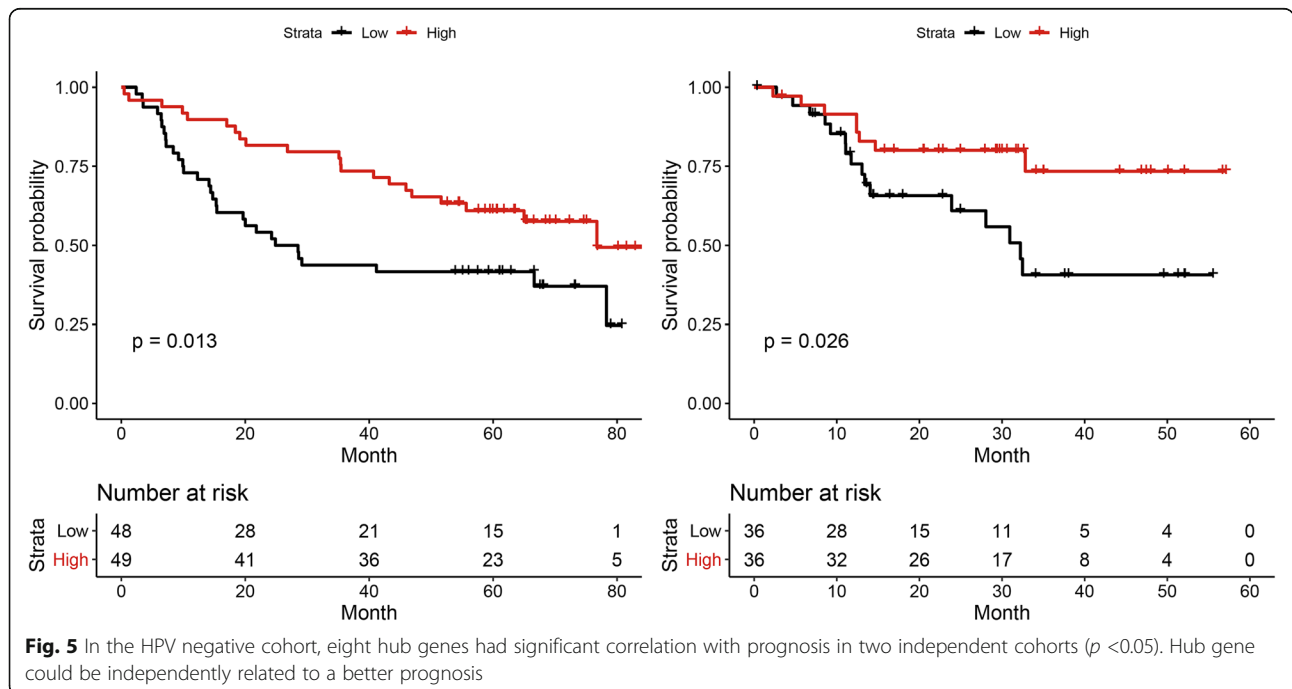 Strata Low High
1.00
0.75
0.50
0.25
0.00
Survival probability
p = 0.013
0 20 40 60 80
Month
Number at risk
Strata
Low 48 28 21 15 1
High 49 41 36 23 5
0 20 40 60 80
Month
Strata Low High
1.00
0.75
0.50
0.25
0.00
Survival probability
p = 0.026
0 10 20 30 40 50 60
Month
Number at risk
Strata
Low 36 28 15 11 5 4 0
High 36 32 26 17 8 4 0
0 10 20 30 40 50 60
Month
Fig. 5 In the HPV negative cohort, eight hub genes had significant correlation with prognosis in two independent cohorts (p <0.05). Hub gene
could be independently related to a better prognosis